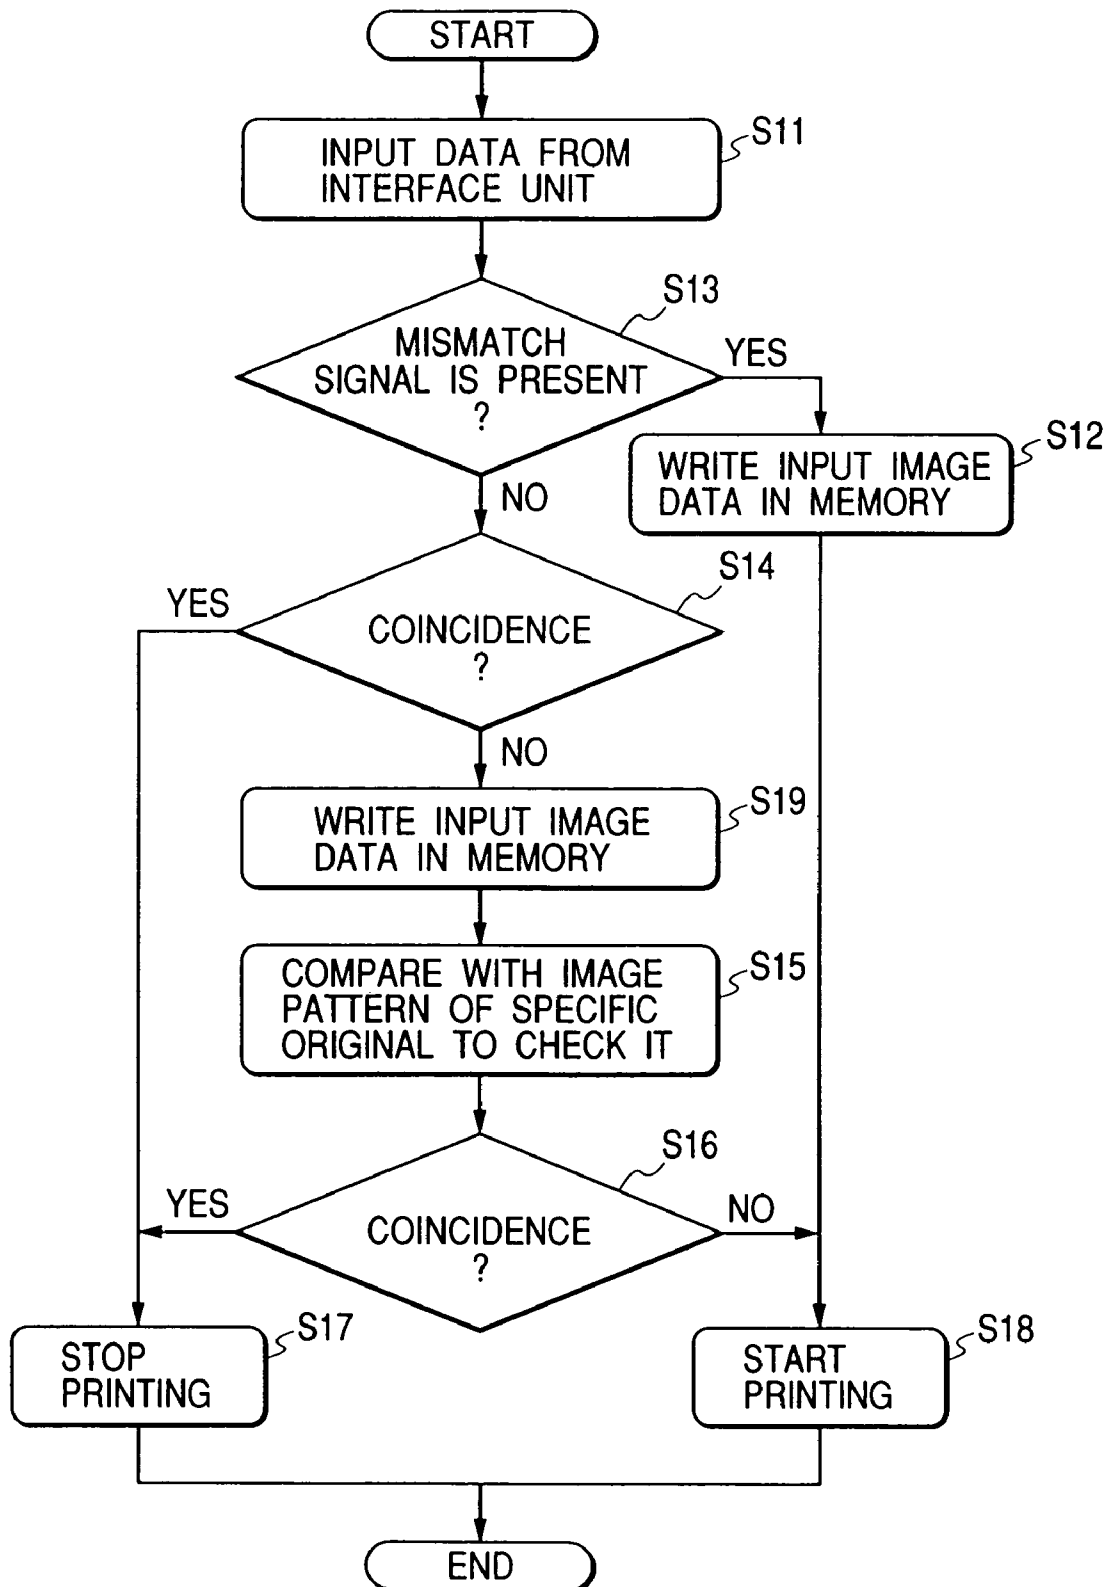 START
INPUT DATA FROM
INTERFACE UNIT
S11
MISMATCH
SIGNAL IS PRESENT
?
S13
YES
NO
WRITE INPUT IMAGE
DATA IN MEMORY
S12
COINCIDENCE
?
S14
YES
NO
WRITE INPUT IMAGE
DATA IN MEMORY
S19
COMPARE WITH IMAGE
PATTERN OF SPECIFIC
ORIGINAL TO CHECK IT
S15
COINCIDENCE
?
S16
YES
NO
STOP
PRINTING
S17
START
PRINTING
S18
END